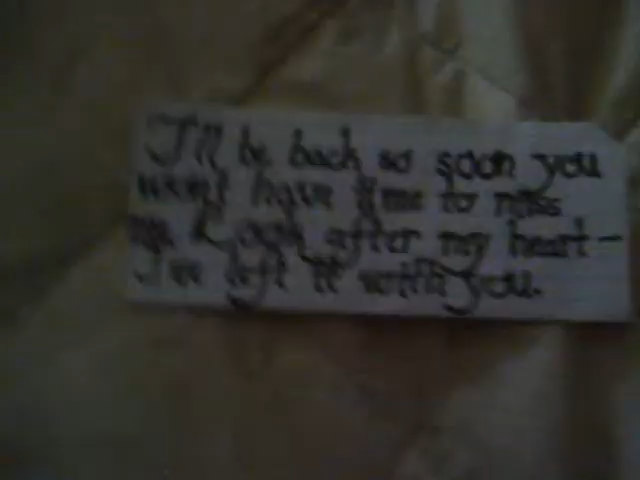 I'll be back so soon you
won't have time to miss
me. Look after my heart –
I've left it with you.